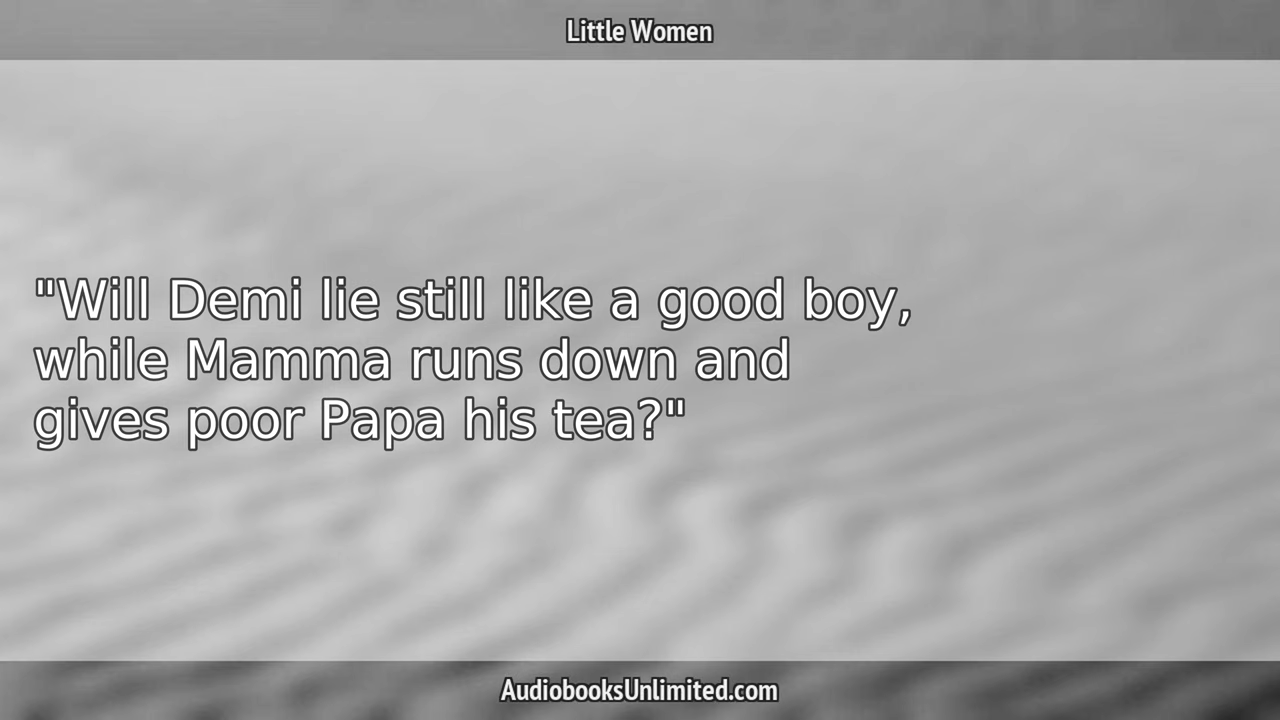 Little Women
"Will Demi lie still like a good boy,
while Mamma runs down and
gives poor Papa his tea?"
AudiobooksUnlimited.com